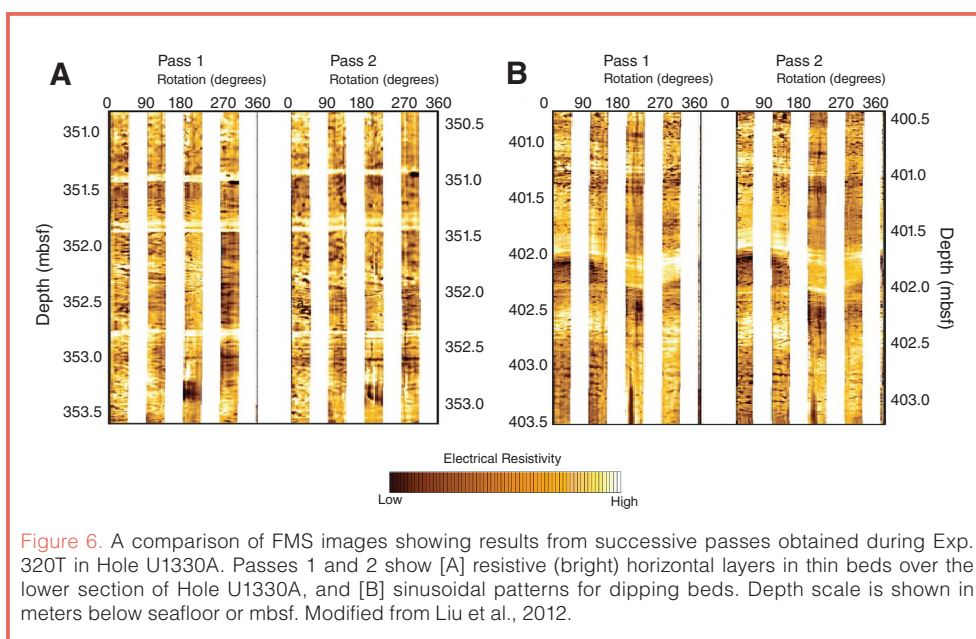 A
Pass 1
Rotation (degrees)
0 90 180 270 360
Pass 2
Rotation (degrees)
0 90 180 270 360
Depth (mbsf)
351.0
351.5
352.0
352.5
353.0
353.5
a
350.5
351.0
351.5
352.0
352.5
353.0
B
Pass 1
Rotation (degrees)
0 90 180 270 360
Pass 2
Rotation (degrees)
0 90 180 270 360
401.0
401.5
402.0
402.5
403.0
403.5
400.5
401.0
401.5
402.0
402.5
403.0
Depth (mbsf)
Electrical Resistivity
Low High
Figure 6. A comparison of FMS images showing results from successive passes obtained during Exp.
320T in Hole U1330A. Passes 1 and 2 show [A] resistive (bright) horizontal layers in thin beds over the
lower section of Hole U1330A, and [B] sinusoidal patterns for dipping beds. Depth scale is shown in
meters below seafloor or mbsf. Modified from Liu et al., 2012.